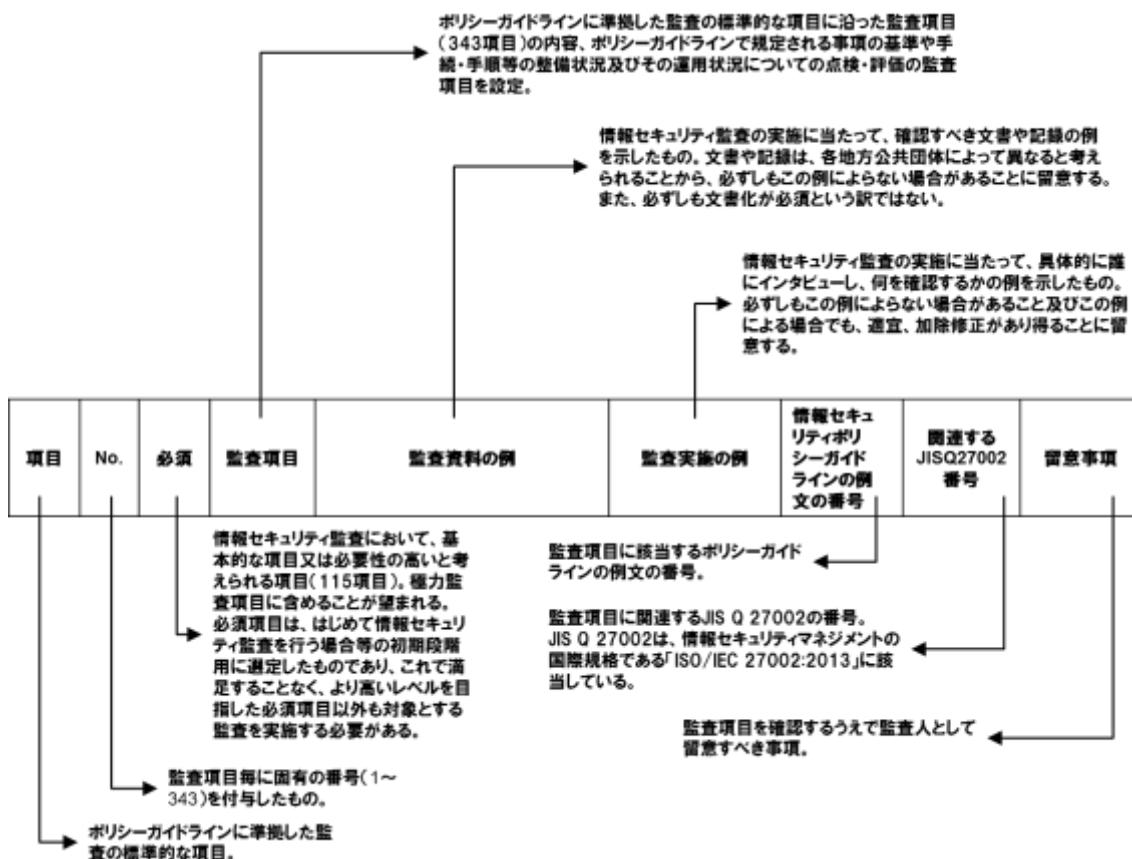 ポリシーガイドラインに準拠した監査の標準的な項目に沿った監査項目
(343項目)の内容、ポリシーガイドラインで規定される事項の基準や手
続・手順等の整備状況及びその運用状況についての点検・評価の監査
項目を設定。
情報セキュリティ監査の実施に当たって、確認すべき文書や記録の例
を示したもの。文書や記録は、各地方公共団体によって異なると考え
られることから、必ずしもこの例によらない場合があることに留意する。
また、必ずしも文書化が必須という訳ではない。
情報セキュリティ監査の実施に当たって、具体的に誰
にインタビューし、何を確認するかの例を示したもの。
必ずしもこの例によらない場合があること及びこの例
による場合でも、適宜、加除修正があり得ることに留
意する。
項目
No.
必須
監査項目
監査資料の例
監査実施の例
情報セキュ
リティポリ
シーガイド
ラインの例
文の番号
関連する
JISQ27002
番号
留意事項
情報セキュリティ監査において、基
本的な項目又は必要性の高いと考
えられる項目(115項目)。極力監
査項目に含めることが望まれる。
必須項目は、はじめて情報セキュリ
ティ監査を行う場合等の初期段階
用に選定したものであり、これで満
足することなく、より高いレベルを目
指した必須項目以外も対象とする
監査を実施する必要がある。
監査項目に該当するポリシーガイド
ラインの例文の番号。
監査項目に関連するJIS Q 27002の番号。
JIS Q 27002は、情報セキュリティマネジメントの
国際規格である「ISO/IEC 27002:2013」に該
当している。
監査項目を確認するうえで監査人として
留意すべき事項。
監査項目毎に固有の番号(1～
343)を付与したもの。
ポリシーガイドラインに準拠した監
査の標準的な項目。